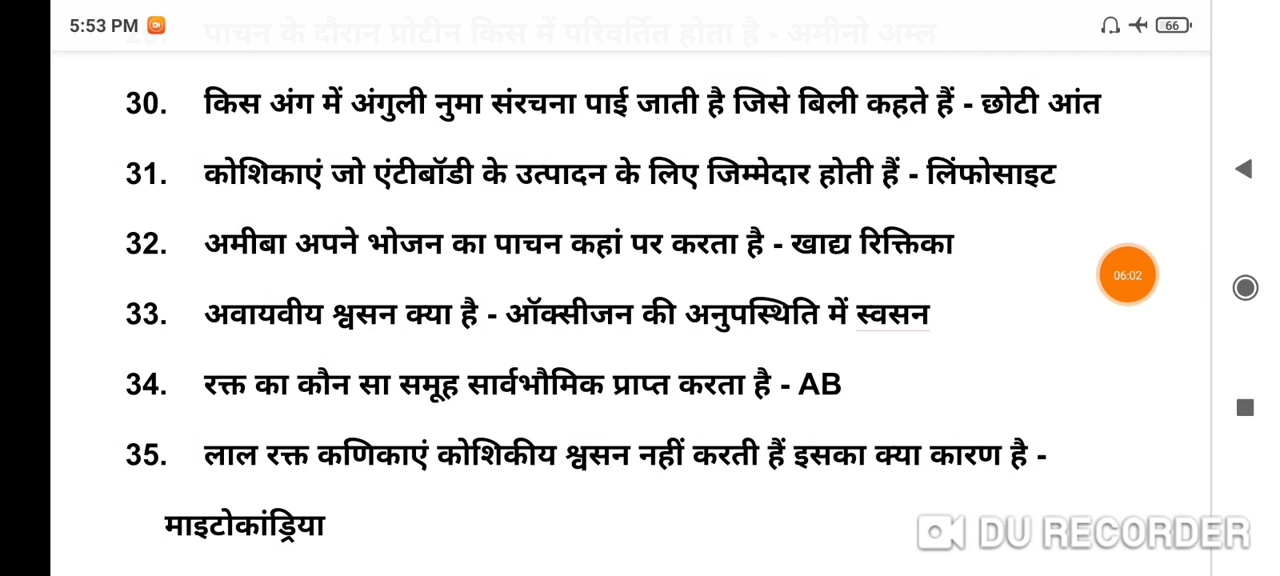 5:53 PM
66
पाचन के दौरान प्रोटीन किस में परिवर्तित होता है - अमीनो अम्ल
30. किस अंग में अंगुली नुमा संरचना पाई जाती है जिसे बिली कहते हैं - छोटी आंत
31. कोशिकाएं जो एंटीबॉडी के उत्पादन के लिए जिम्मेदार होती हैं - लिंफोसाइट
32. अमीबा अपने भोजन का पाचन कहां पर करता है - खाद्य रिक्तिका
06:02
33. अवायवीय श्वसन क्या है - ऑक्सीजन की अनुपस्थिति में स्वसन
34. रक्त का कौन सा समूह सार्वभौमिक प्राप्त करता है - AB
35. लाल रक्त कणिकाएं कोशिकीय श्वसन नहीं करती हैं इसका क्या कारण है -
माइटोकांड्रिया
DU RECORDER